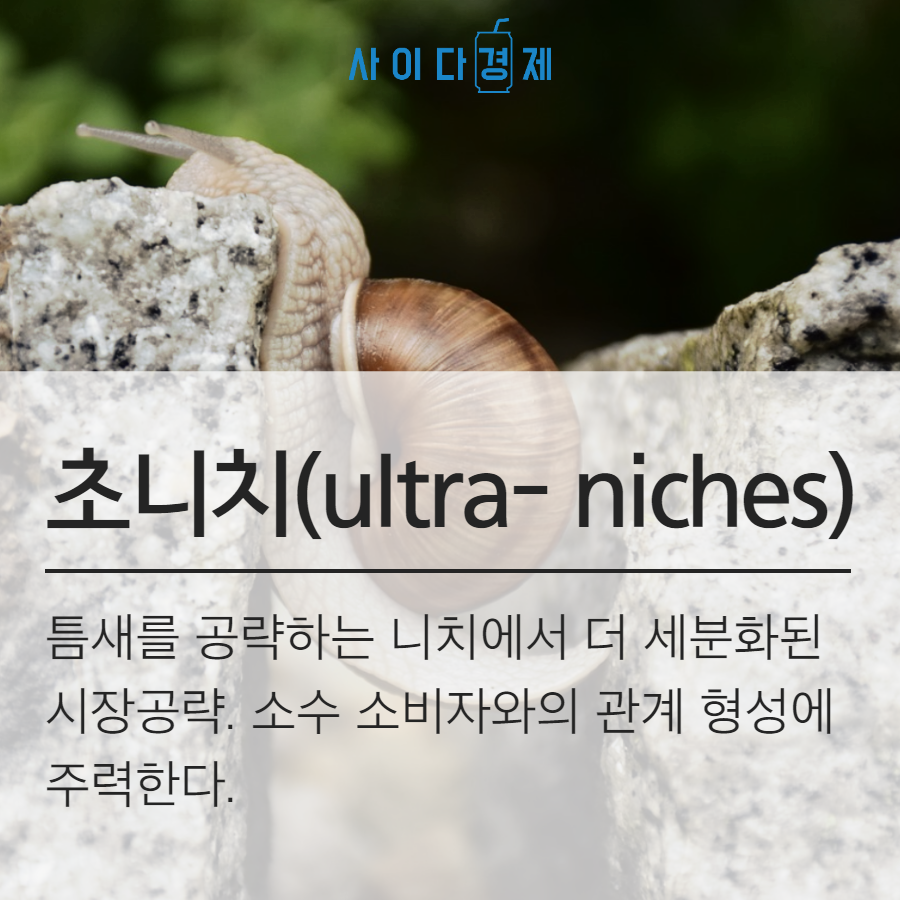 사이다경제
초니치(ultra- niches)
틈새를 공략하는 니치에서 더 세분화된
시장공략. 소수 소비자와의 관계 형성에
주력한다.